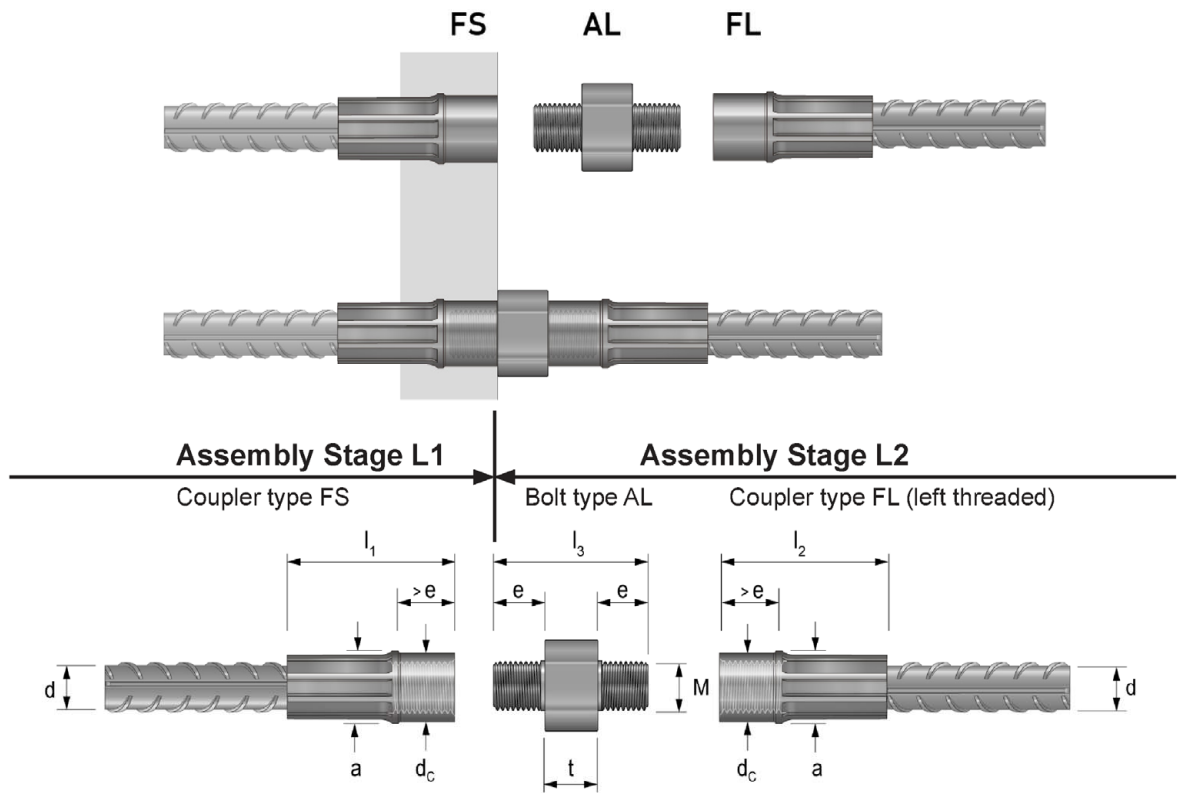 FS AL FL
Assembly Stage L1 Assembly Stage L2
Coupler type FS Bolt type AL Coupler type FL (left threaded)
l1 l3 l2
>e e e >e
d M d
a dC t dC a